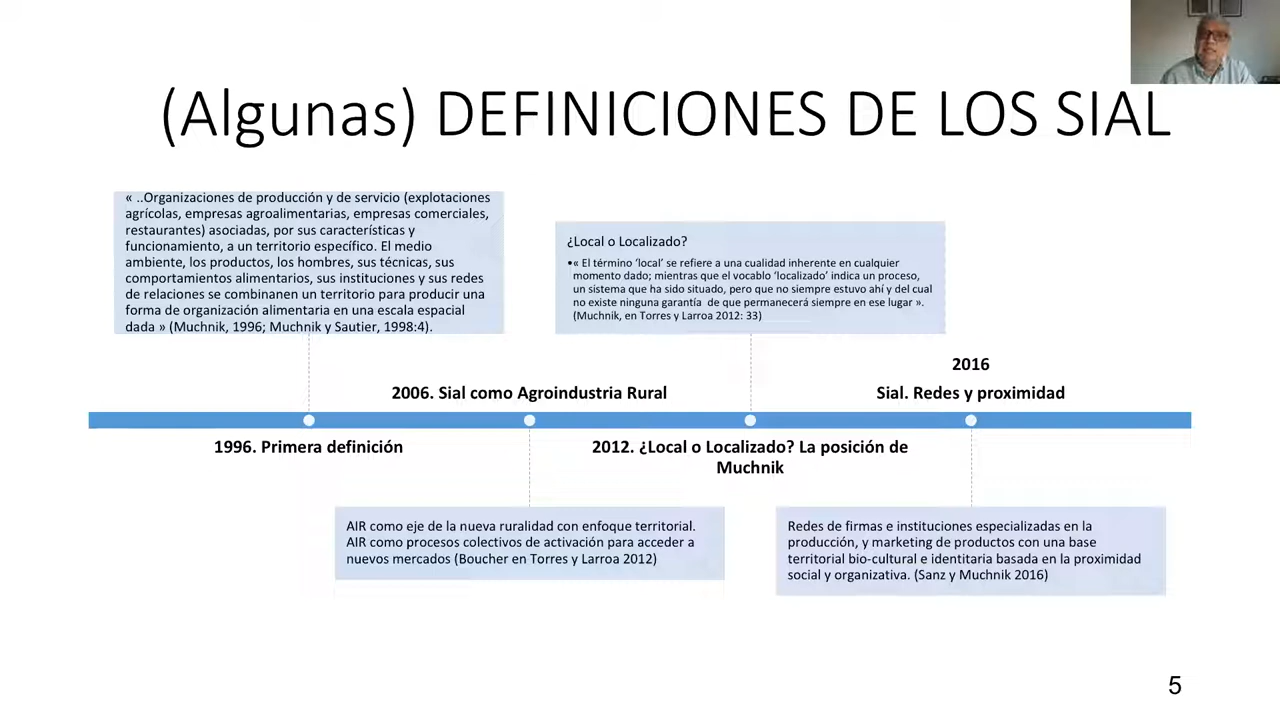 (Algunas) DEFINICIONES DE LOS SIAL
« ..Organizaciones de producción y de servicio (explotaciones
agrícolas, empresas agroalimentarias, empresas comerciales,
restaurantes) asociadas, por sus características y
funcionamiento, a un territorio específico. El medio
ambiente, los productos, los hombres, sus técnicas, sus
comportamientos alimentarios, sus instituciones y sus redes
de relaciones se combinanen un territorio para producir una
forma de organización alimentaria en una escala espacial
dada » (Muchnik, 1996; Muchnik y Sautier, 1998:4).
¿Local o Localizado?
•« El término ‘local’ se refiere a una cualidad inherente en cualquier
momento dado; mientras que el vocablo ‘localizado’ indica un proceso,
un sistema que ha sido situado, pero que no siempre estuvo ahí y del cual
no existe ninguna garantía de que permanecerá siempre en ese lugar ».
(Muchnik, en Torres y Larroa 2012: 33)
2016
2006. Sial como Agroindustria Rural
Sial. Redes y proximidad
1996. Primera definición
2012. ¿Local o Localizado? La posición de
Muchnik
AIR como eje de la nueva ruralidad con enfoque territorial.
AIR como procesos colectivos de activación para acceder a
nuevos mercados (Boucher en Torres y Larroa 2012)
Redes de firmas e instituciones especializadas en la
producción, y marketing de productos con una base
territorial bio-cultural e identitaria basada en la proximidad
social y organizativa. (Sanz y Muchnik 2016)
5